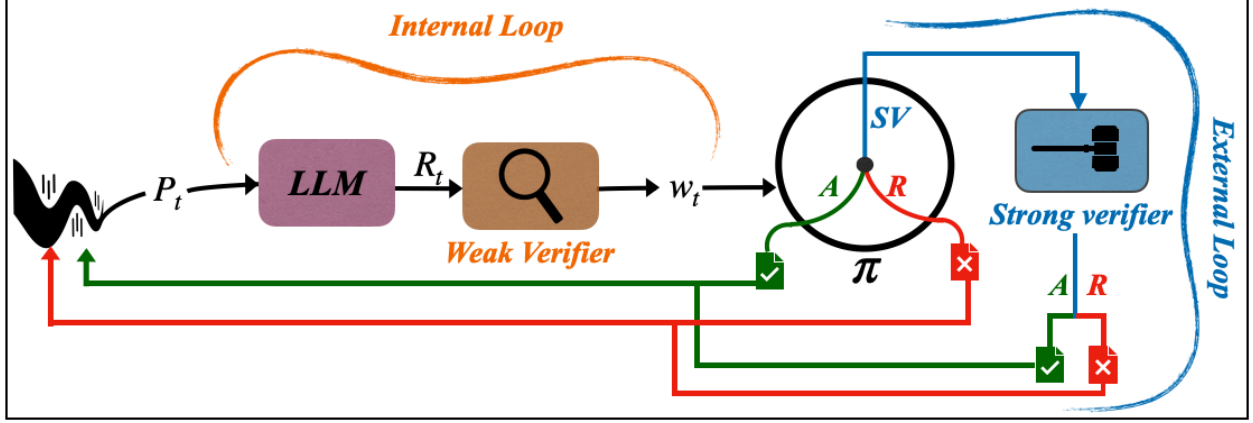 Internal Loop
P_t
LLM
R_t
Weak Verifier
w_t
SV
A
R
π
Strong verifier
A
R
External Loop